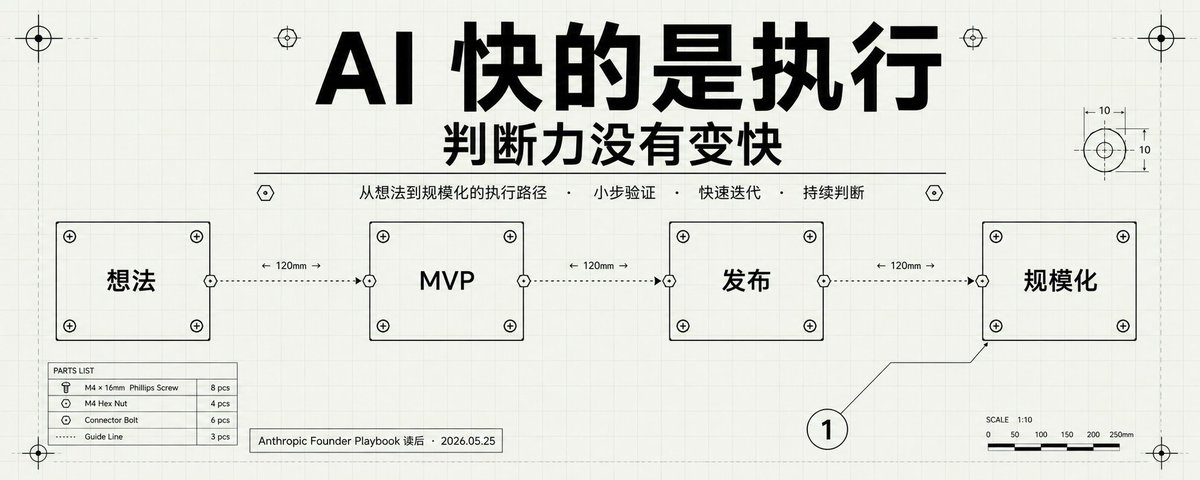 AI 快的是执行
判断力没有变快
从想法到规模化的执行路径 · 小步验证 · 快速迭代 · 持续判断
10
10
想法
← 120mm →
MVP
← 120mm →
发布
← 120mm →
规模化
PARTS LIST
M4 × 16mm Phillips Screw 8 pcs
M4 Hex Nut 4 pcs
Connector Bolt 6 pcs
Guide Line 3 pcs
Anthropic Founder Playbook 读后 · 2026.05.25
1
SCALE 1:10
0 50 100 150 200 250mm